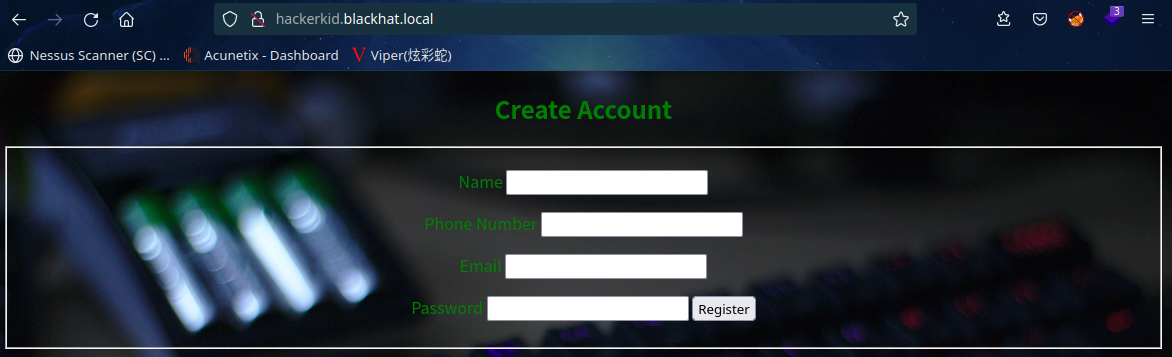 hackerkid.blackhat.local
3
Nessus Scanner (SC) ... Acunetix - Dashboard Viper(炫彩蛇)
Create Account
Name
Phone Number
Email
Password Register